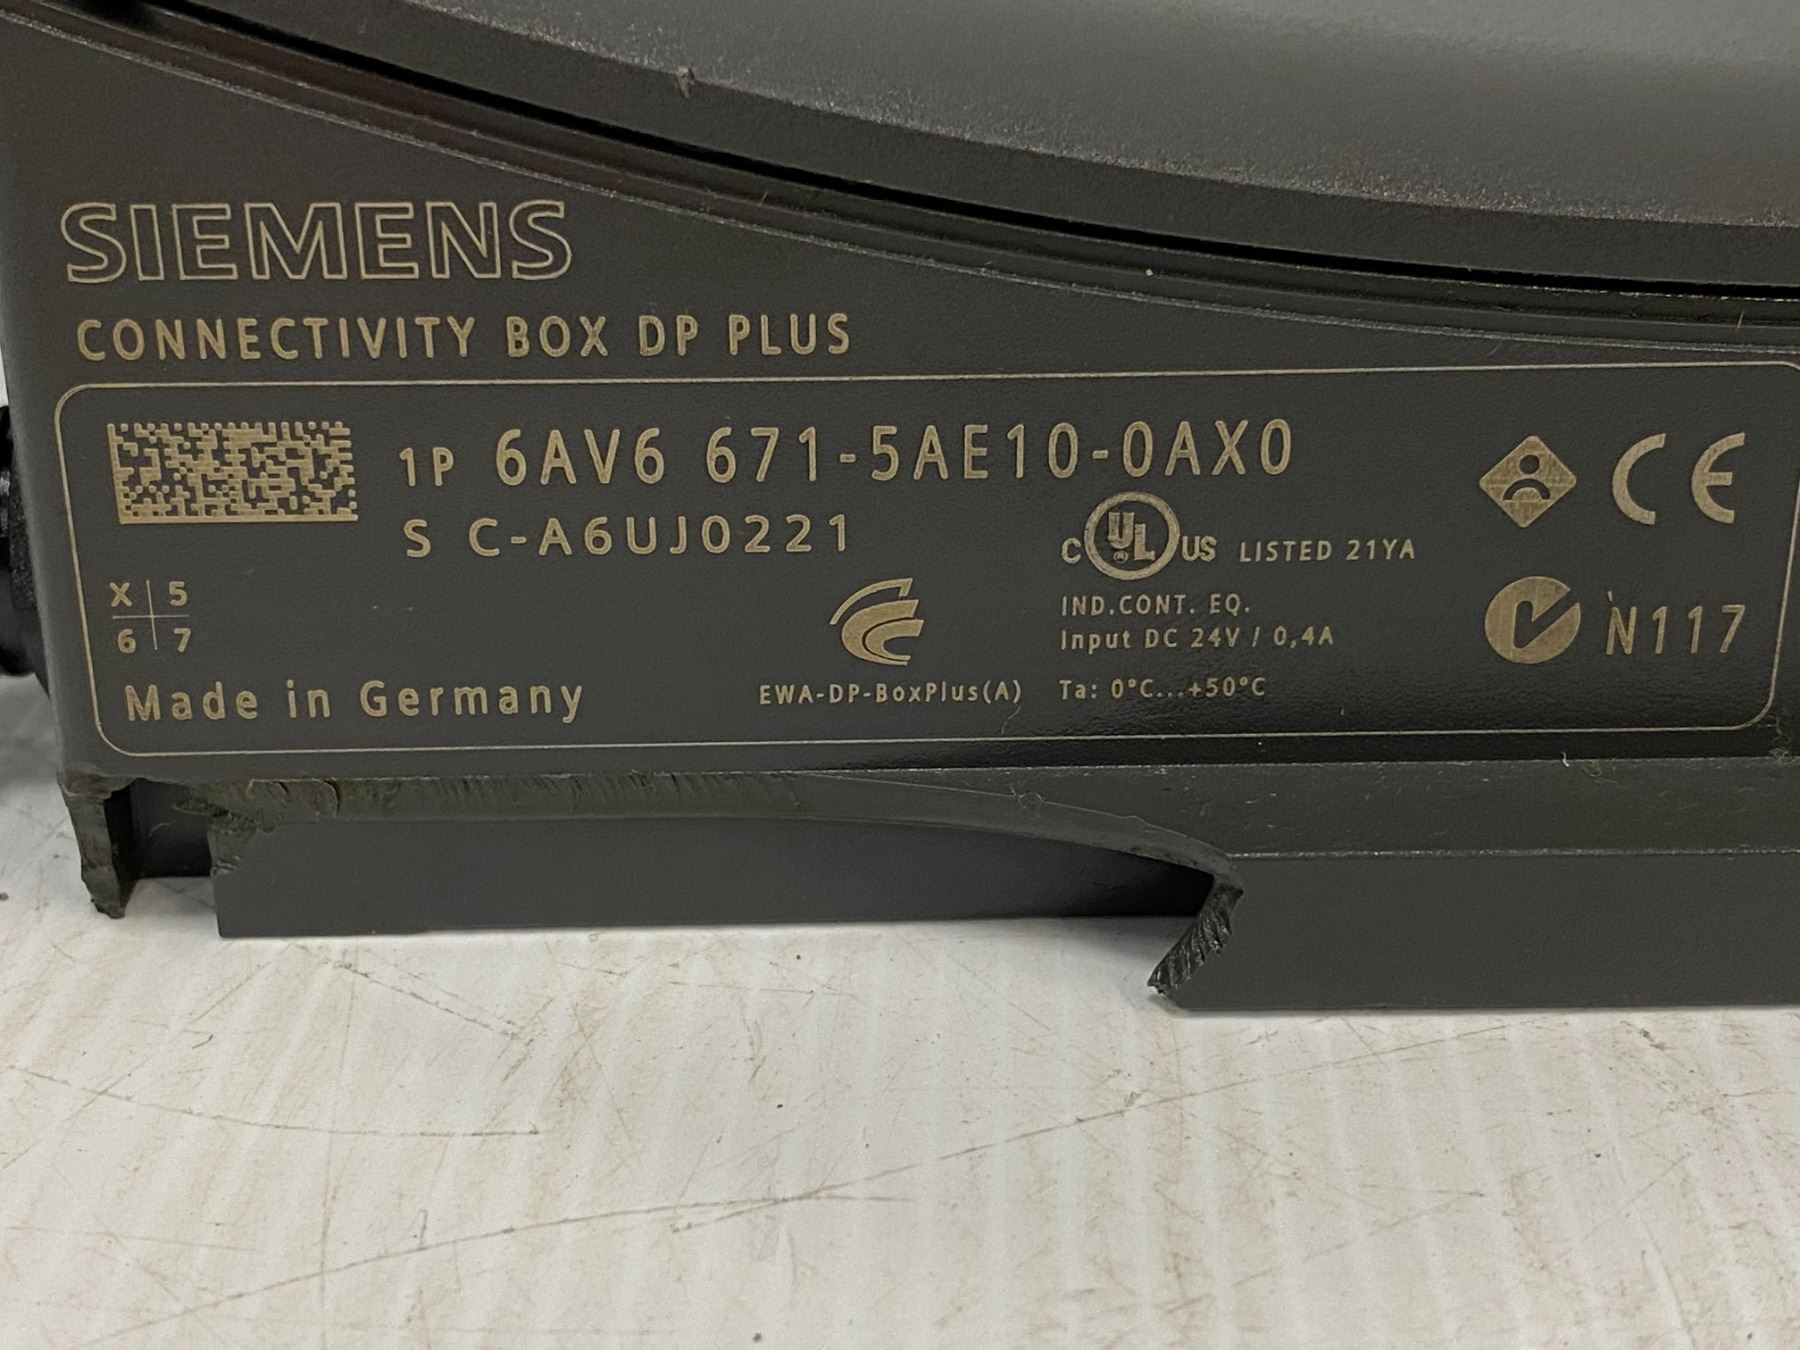 SIEMENS
CONNECTIVITY BOX DP PLUS
1P 6AV6 671-5AE10-0AX0
S C-A6UJ0221
C UL US LISTED 21YA
X 5
6 7
IND.CONT. EQ.
Input DC 24V / 0,4A
N117
Made in Germany
EWA-DP-BoxPlus(A)
Ta: 0°C...+50°C
CE